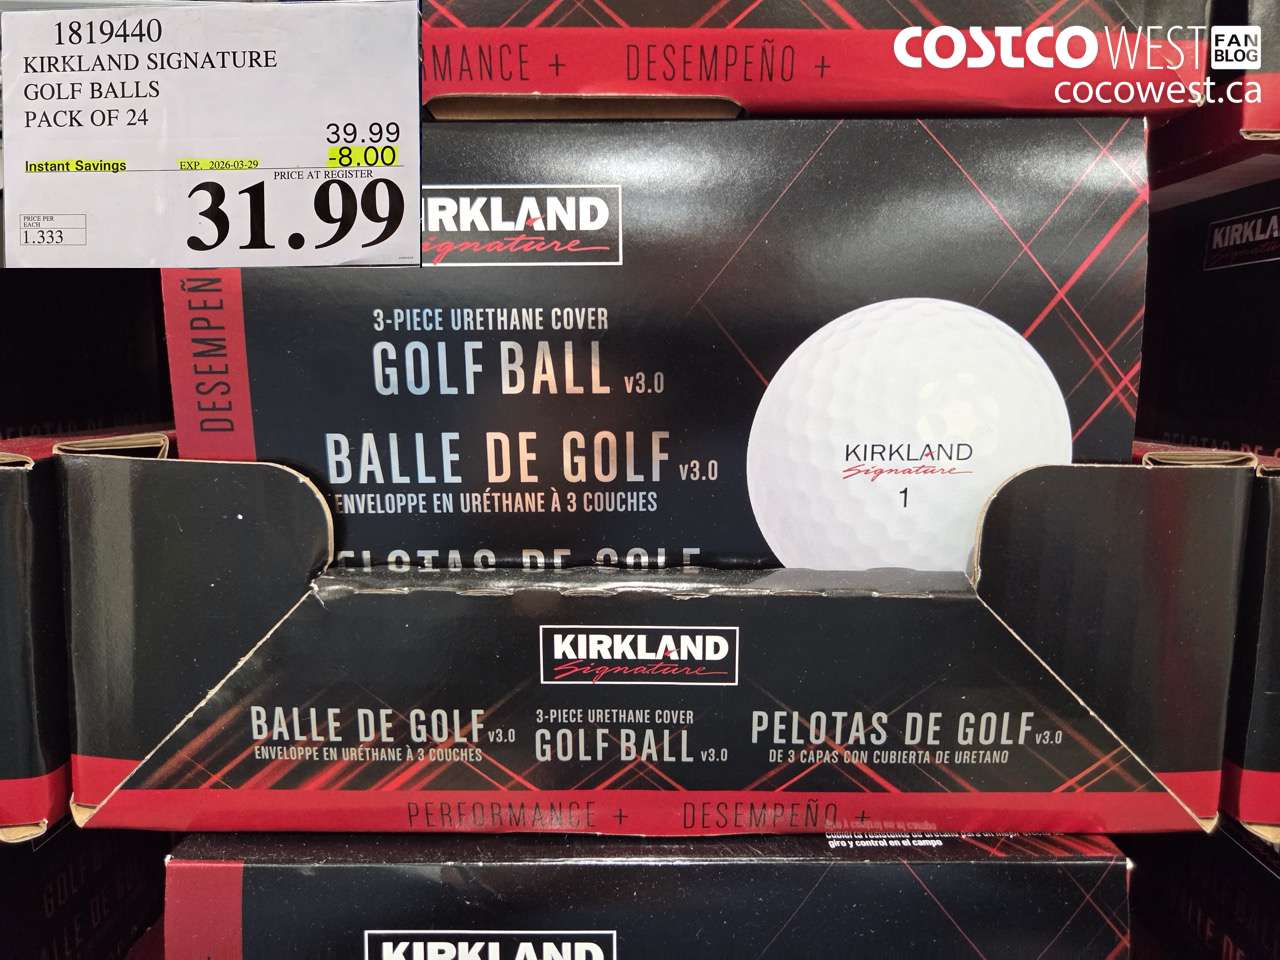 1819440
KIRKLAND SIGNATURE
GOLF BALLS
PACK OF 24
39.99
Instant Savings EXP. 2026-03-29 -8.00
PRICE AT REGISTER
PRICE PER
EACH
1.333
31.99
COSTCO WEST FAN
BLOG
cocowest.ca
DESEMPEÑO +
KIRKLAND
Signature
3-PIECE URETHANE COVER
GOLF BALL v3.0
BALLE DE GOLF v3.0
ENVELOPPE EN URÉTHANE À 3 COUCHES
KIRKLAND
Signature
1
KIRKLAND
Signature
BALLE DE GOLF v3.0
ENVELOPPE EN URÉTHANE À 3 COUCHES
3-PIECE URETHANE COVER
GOLF BALL v3.0
PELOTAS DE GOLF v3.0
DE 3 CAPAS CON CUBIERTA DE URETANO
PERFORMANCE + DESEMPEÑO +
giro y control en el campo
KIRKLAND